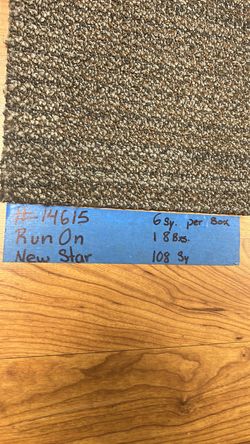 #-14615 6 Sy. per Box
Run On 18 Bxs.
New Star 108 Sy